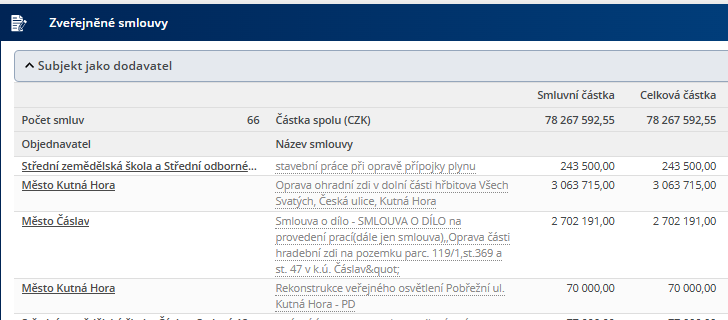 Zveřejněné smlouvy
Subjekt jako dodavatel
Smluvní částka Celková částka
Počet smluv 66 Částka spolu (CZK) 78 267 592,55 78 267 592,55
Objednavatel Název smlouvy
Střední zemědělská škola a Střední odborné... stavební práce při opravě přípojky plynu 243 500,00 243 500,00
Město Kutná Hora Oprava ohradní zdi v dolní části hřbitova Všech 3 063 715,00 3 063 715,00
Svatých, Česká ulice, Kutná Hora
Město Čáslav Smlouva o dílo - SMLOUVA O DÍLO na 2 702 191,00 2 702 191,00
provedení prací(dále jen smlouva),,Oprava části
hradební zdi na pozemku parc. 119/1,st.369 a
st. 47 v k.ú. Čáslav&quot;
Město Kutná Hora Rekonstrukce veřejného osvětlení Pobřežní ul. 70 000,00 70 000,00
Kutná Hora - PD